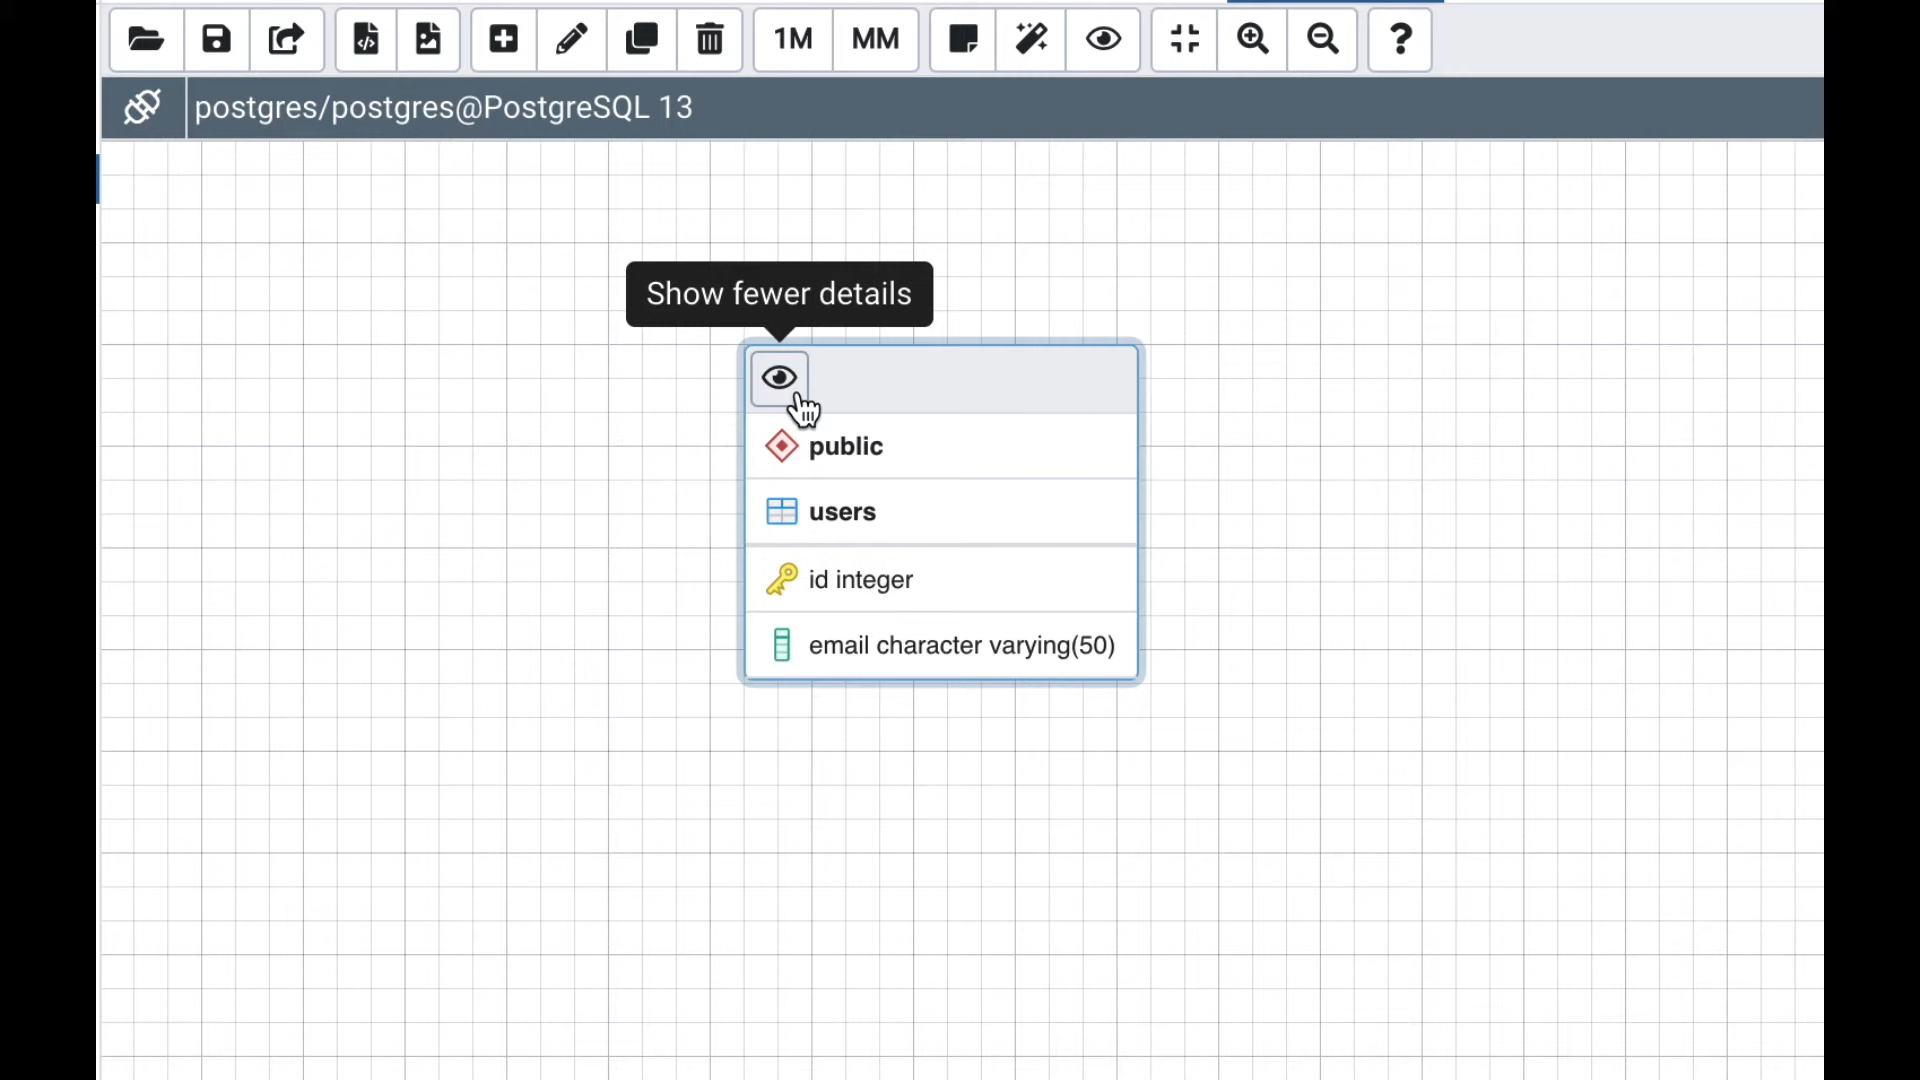 1M MM ?
postgres/postgres@PostgreSQL 13
Show fewer details
public
users
id integer
email character varying(50)